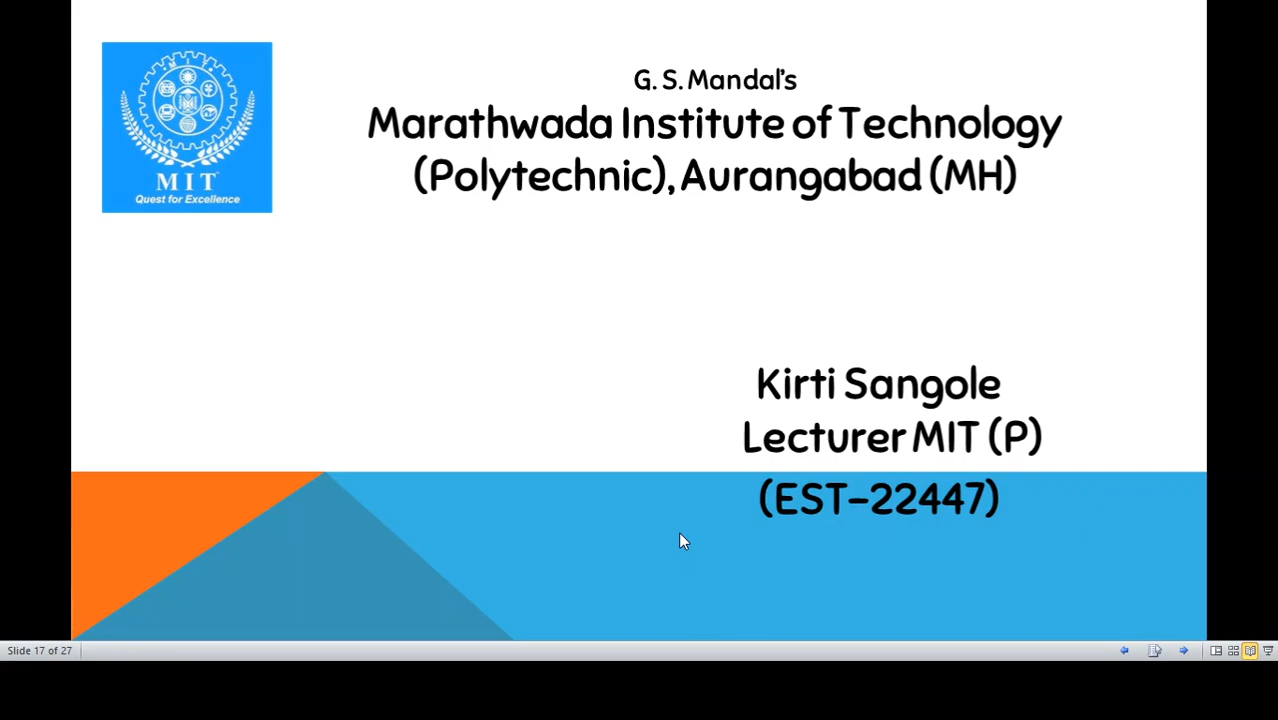 G. S. Mandal's
Marathwada Institute of Technology
(Polytechnic), Aurangabad (MH)
MIT
Quest for Excellence
Kirti Sangole
Lecturer MIT (P)
(EST-22447)
Slide 17 of 27